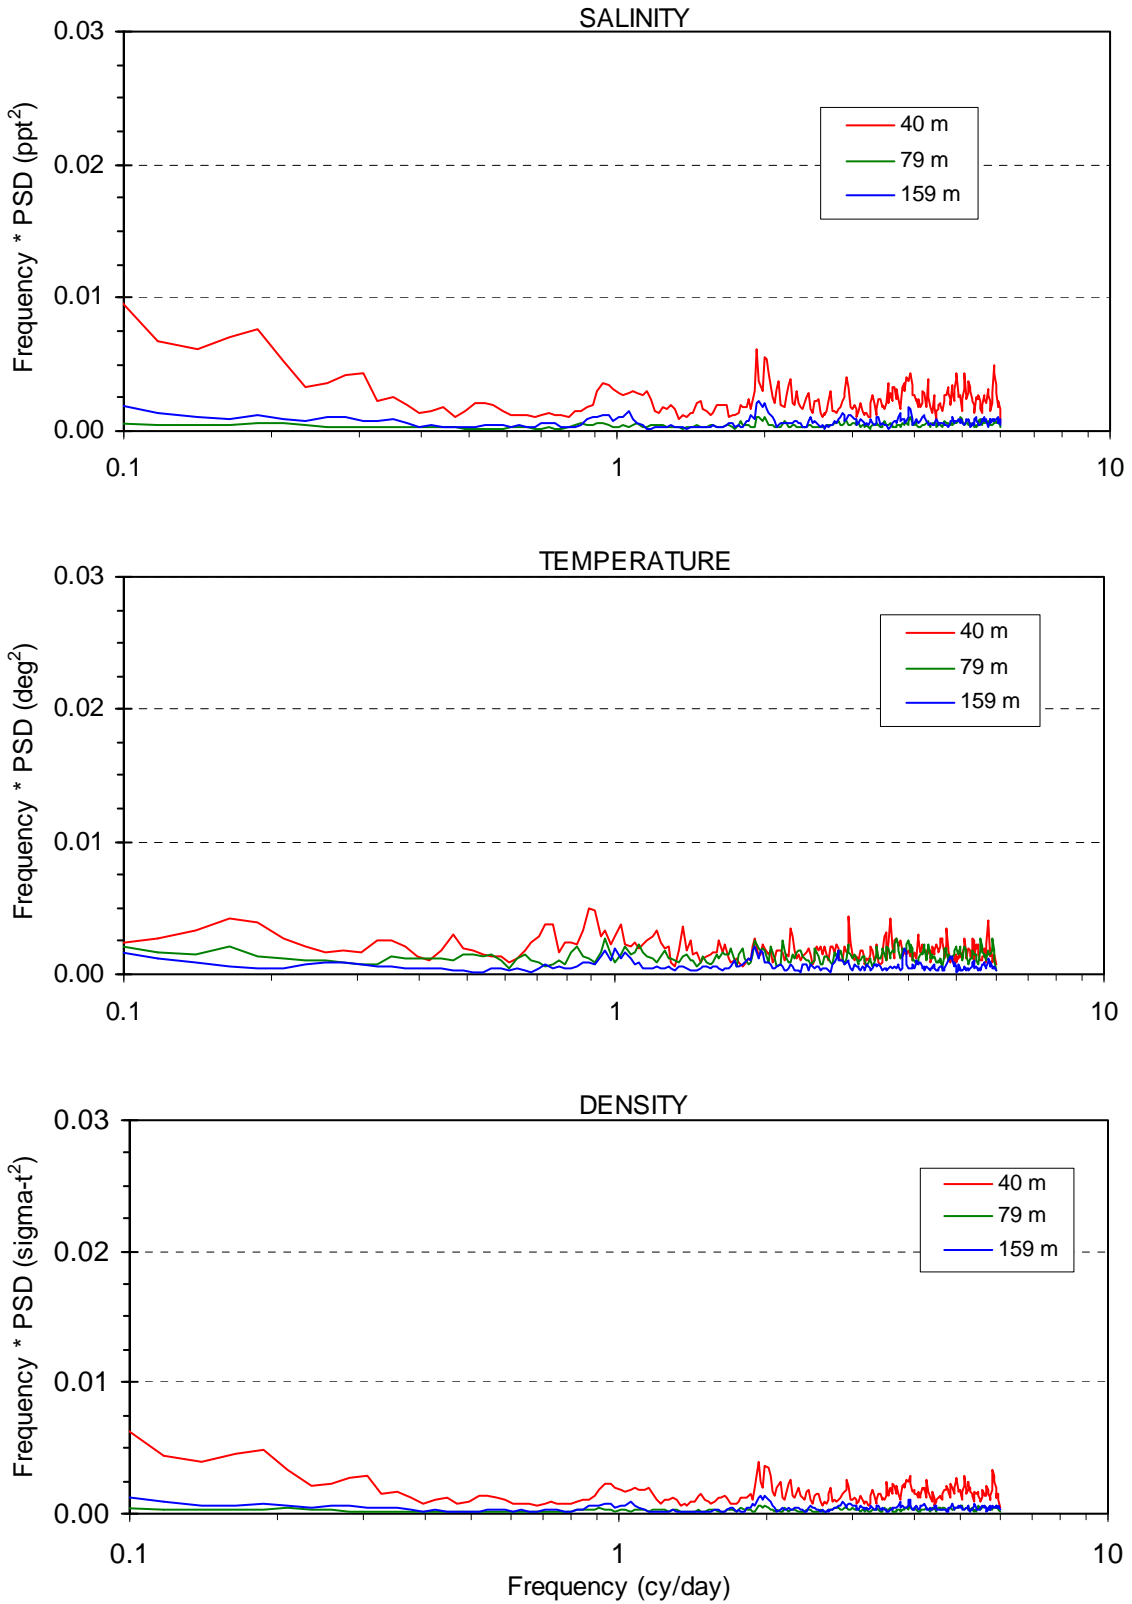 SALINITY
0.03
0.02
0.01
0.00
Frequency * PSD (ppt²)
40 m
79 m
159 m
0.1
1
10
TEMPERATURE
0.03
0.02
0.01
0.00
Frequency * PSD (deg²)
40 m
79 m
159 m
0.1
1
10
DENSITY
0.03
0.02
0.01
0.00
Frequency * PSD (sigma-t²)
40 m
79 m
159 m
0.1
1
10
Frequency (cy/day)